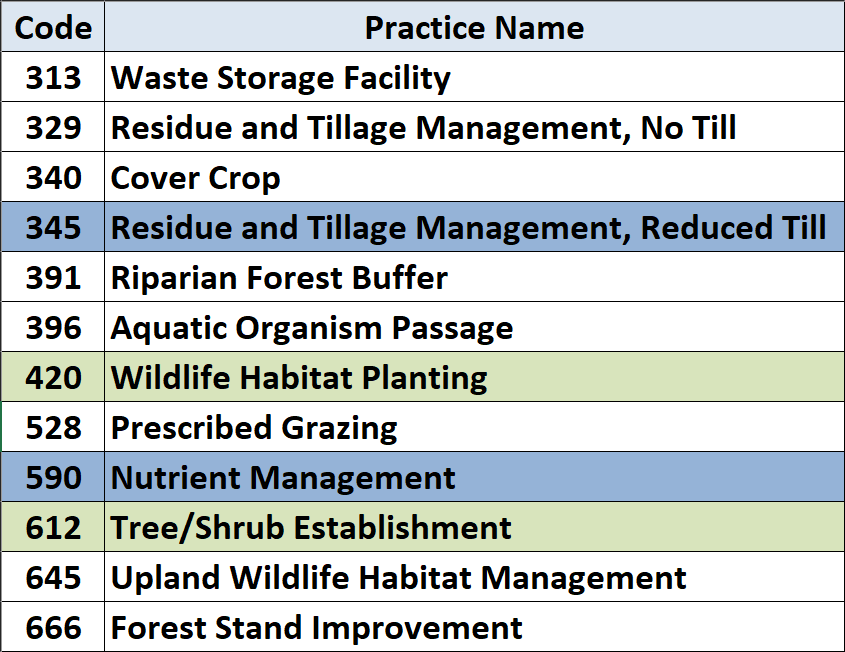 Code Practice Name
313 Waste Storage Facility
329 Residue and Tillage Management, No Till
340 Cover Crop
345 Residue and Tillage Management, Reduced Till
391 Riparian Forest Buffer
396 Aquatic Organism Passage
420 Wildlife Habitat Planting
528 Prescribed Grazing
590 Nutrient Management
612 Tree/Shrub Establishment
645 Upland Wildlife Habitat Management
666 Forest Stand Improvement